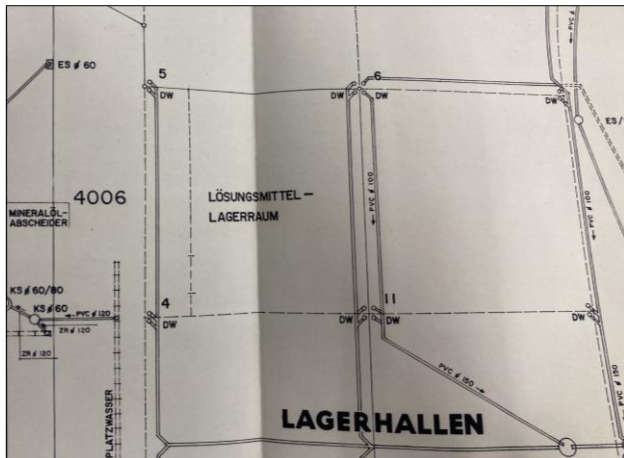 ES ø 60
5
DW
6
DW
DW
ES/
PVC ø 100
PVC ø 100
4006
LÖSUNGSMITTEL –
LAGERRAUM
MINERALÖL-
ABSCHEIDER
KS ø 60/80
KS ø 60
PVC ø 120
ZR ø 120
ZR ø 120
4
DW
11
DW
DW
DW
PLATZWASSER
PVC ø 150
PVC ø 150
LAGERHALLEN